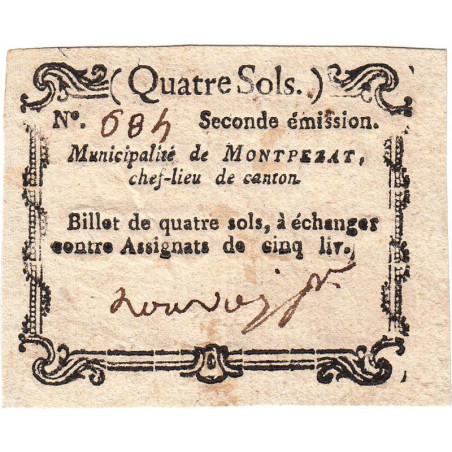 (Quatre Sols.)
N°. 684 Seconde émission.
Municipalité de MONTPEZAT,
chef-lieu de canton.
Billet de quatre sols, à échanger
contre Assignats de cinq liv.